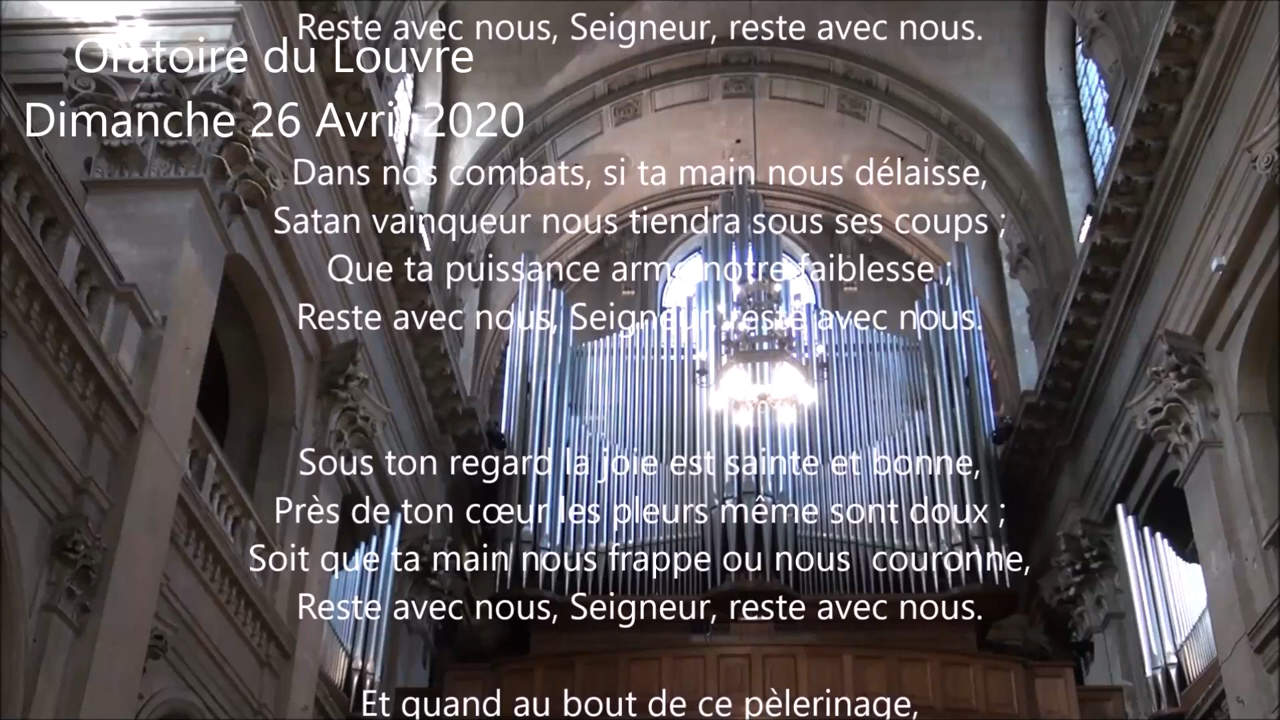 Reste avec nous, Seigneur, reste avec nous.
Oratoire du Louvre
Dimanche 26 Avril 2020
Dans nos combats, si ta main nous délaisse,
Satan vainqueur nous tiendra sous ses coups ;
Que ta puissance arme notre faiblesse ;
Reste avec nous, Seigneur, reste avec nous.
Sous ton regard la joie est sainte et bonne,
Près de ton cœur les pleurs même sont doux ;
Soit que ta main nous frappe ou nous  couronne,
Reste avec nous, Seigneur, reste avec nous.
Et quand au bout de ce pèlerinage,